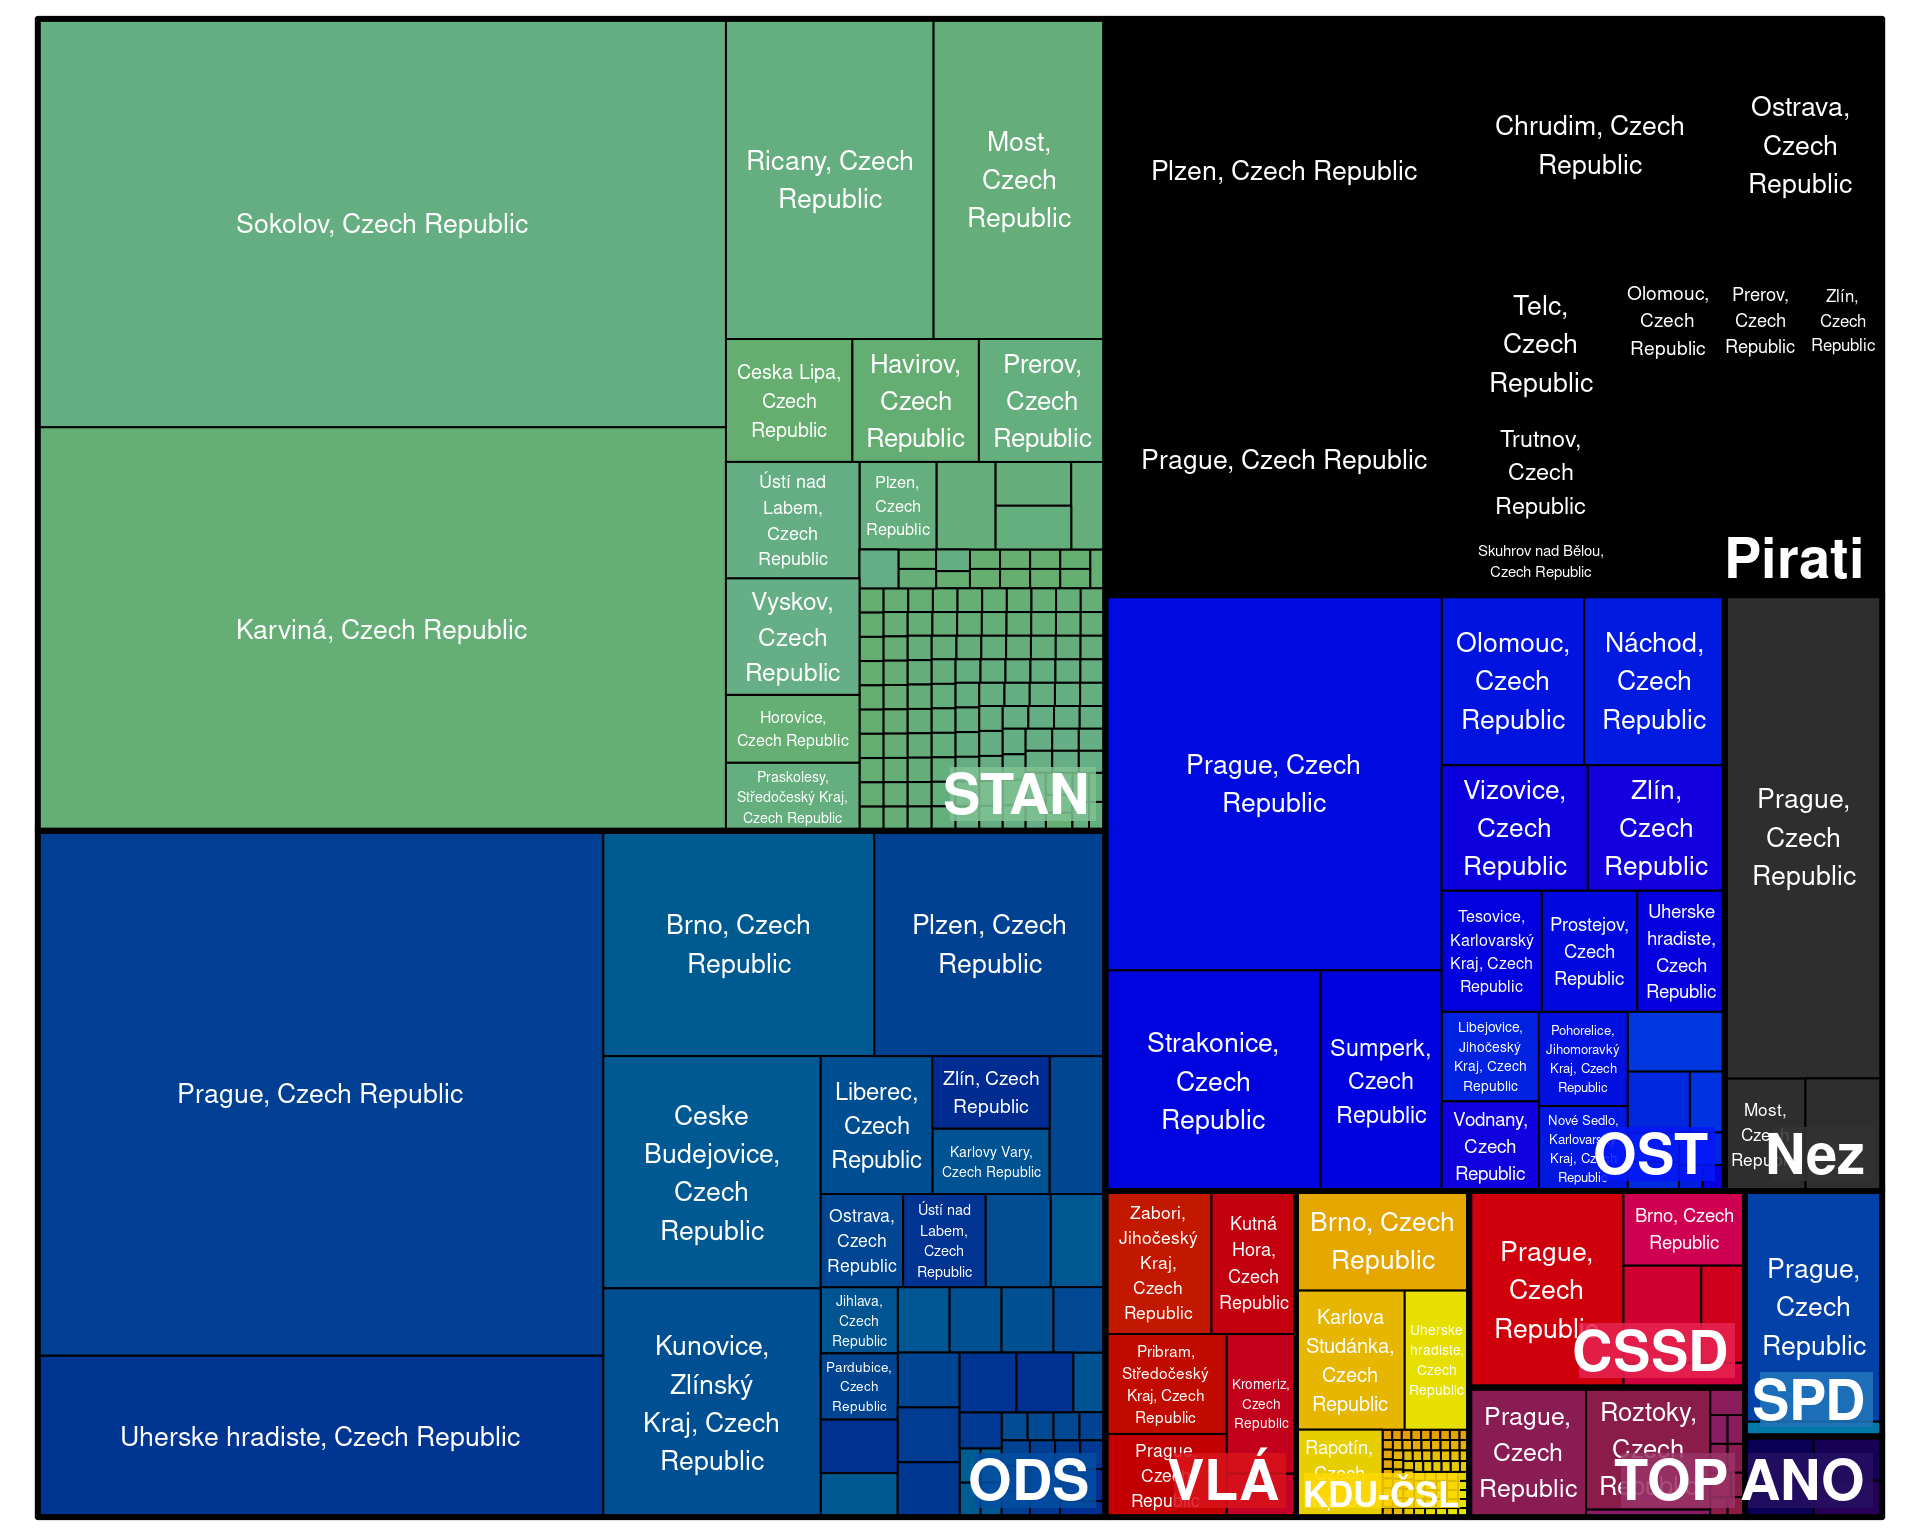 Sokolov, Czech Republic
Ricany, Czech
Republic
Most,
Czech
Republic
Karviná, Czech Republic
Ceska Lipa,
Czech
Republic
Havirov,
Czech
Republic
Prerov,
Czech
Republic
Ústí nad
Labem,
Czech
Republic
Plzen,
Czech
Republic
Vyskov,
Czech
Republic
Horovice,
Czech Republic
Praskolesy,
Středočeský Kraj,
Czech Republic
STAN
Plzen, Czech Republic
Chrudim, Czech
Republic
Ostrava,
Czech
Republic
Prague, Czech Republic
Telc,
Czech
Republic
Olomouc,
Czech
Republic
Prerov,
Czech
Republic
Zlín,
Czech
Republic
Trutnov,
Czech
Republic
Skuhrov nad Bělou,
Czech Republic
Pirati
Prague, Czech Republic
Uherske hradiste, Czech Republic
Brno, Czech
Republic
Plzen, Czech
Republic
Ceske
Budejovice,
Czech
Republic
Kunovice,
Zlínský
Kraj, Czech
Republic
Liberec,
Czech
Republic
Zlín, Czech
Republic
Karlovy Vary,
Czech Republic
Ostrava,
Czech
Republic
Ústí nad
Labem,
Czech
Republic
Jihlava,
Czech
Republic
Pardubice,
Czech
Republic
ODS
Prague, Czech
Republic
Strakonice,
Czech
Republic
Sumperk,
Czech
Republic
Olomouc,
Czech
Republic
Náchod,
Czech
Republic
Vizovice,
Czech
Republic
Zlín,
Czech
Republic
Tesovice,
Karlovarský
Kraj, Czech
Republic
Prostejov,
Czech
Republic
Uherske
hradiste,
Czech
Republic
Libejovice,
Jihočeský
Kraj, Czech
Republic
Pohorelice,
Jihomoravký
Kraj, Czech
Republic
Vodnany,
Czech
Republic
Nové Sedlo,
Karlovarský
Kraj, Czech
Republic
OST
Prague,
Czech
Republic
Most,
Czech
Republic
Nez
Zabori,
Jihočeský
Kraj,
Czech
Republic
Kutná
Hora,
Czech
Republic
Pribram,
Středočeský
Kraj, Czech
Republic
Kromeriz,
Czech
Republic
Prague,
Czech
Republic
VLÁ
Brno, Czech
Republic
Karlova
Studánka,
Czech
Republic
Uherske
hradiste,
Czech
Republic
Rapotín,
Czech
KDU-ČSL
Prague,
Czech
Republic
Brno, Czech
Republic
CSSD
Prague,
Czech
Republic
SPD
Prague,
Czech
Republic
Roztoky,
Czech
Republic
TOP
ANO